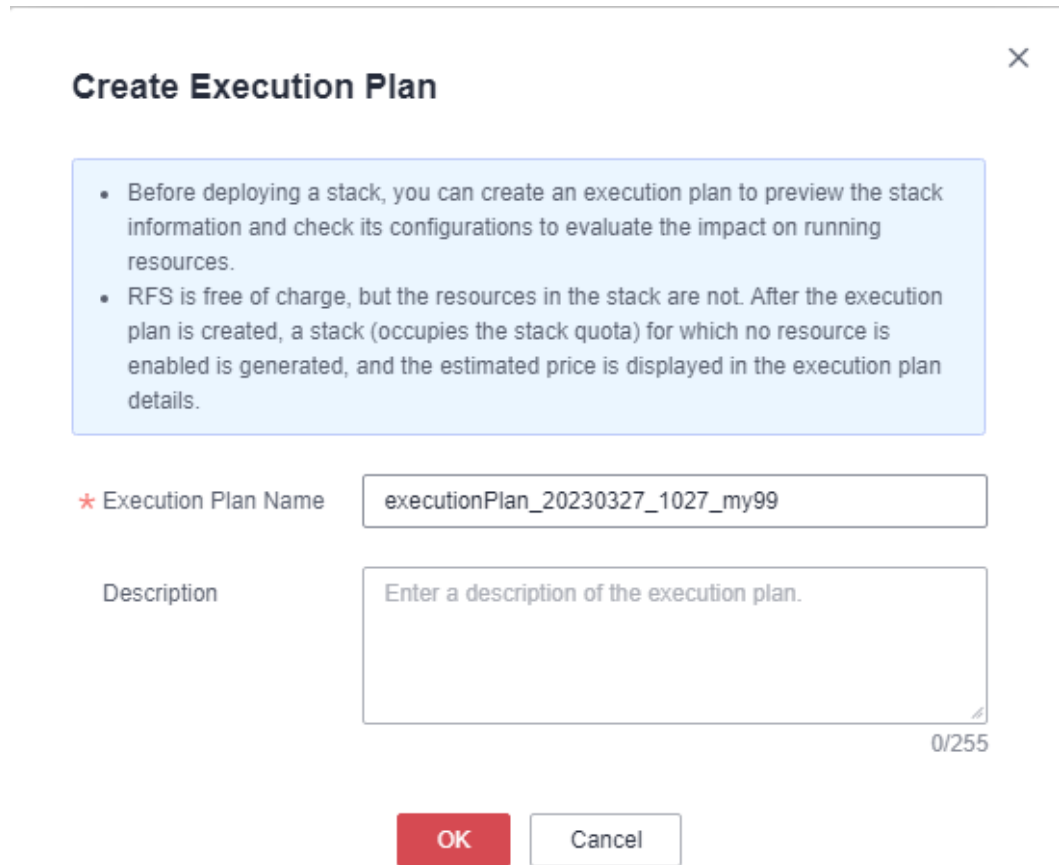 Create Execution Plan
• Before deploying a stack, you can create an execution plan to preview the stack
information and check its configurations to evaluate the impact on running
resources.
• RFS is free of charge, but the resources in the stack are not. After the execution
plan is created, a stack (occupies the stack quota) for which no resource is
enabled is generated, and the estimated price is displayed in the execution plan
details.
* Execution Plan Name executionPlan_20230327_1027_my99
Description Enter a description of the execution plan.
0/255
OK Cancel